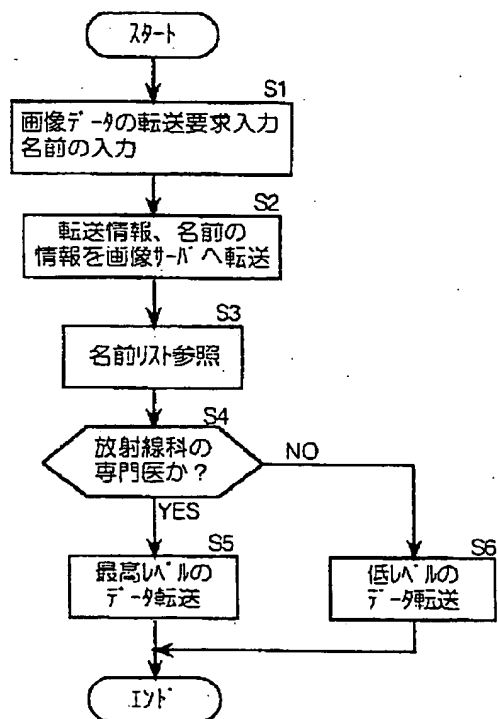 スタート
S1
画像データの転送要求入力
名前の入力
S2
転送情報、名前の
情報を画像サーバへ転送
S3
名前リスト参照
S4
放射線科の
専門医か？
NO
YES
S5
最高レベルの
データ転送
S6
低レベルの
データ転送
エンド